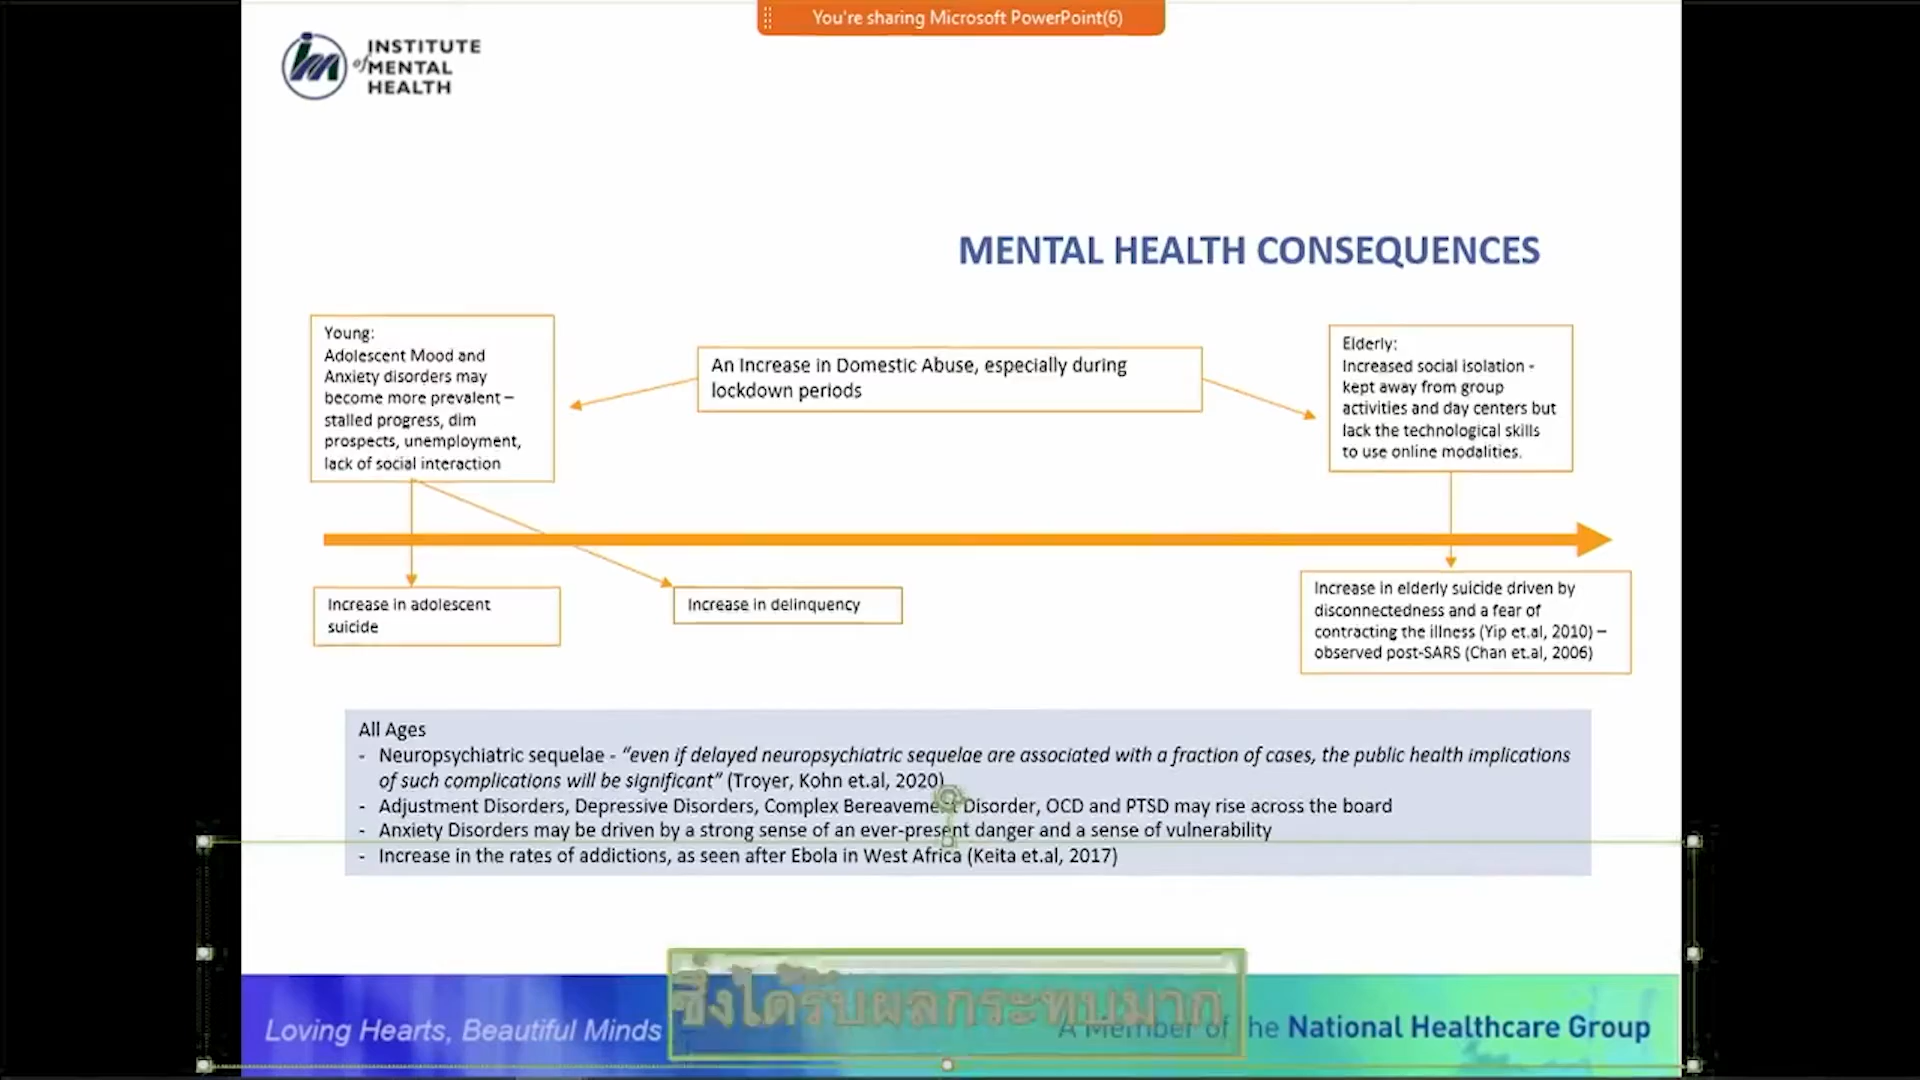 You're sharing Microsoft PowerPoint(6)
INSTITUTE
of MENTAL
HEALTH
MENTAL HEALTH CONSEQUENCES
Young:
Adolescent Mood and
Anxiety disorders may
become more prevalent –
stalled progress, dim
prospects, unemployment,
lack of social interaction
An Increase in Domestic Abuse, especially during
lockdown periods
Elderly:
Increased social isolation -
kept away from group
activities and day centers but
lack the technological skills
to use online modalities.
Increase in adolescent
suicide
Increase in delinquency
Increase in elderly suicide driven by
disconnectedness and a fear of
contracting the illness (Yip et.al, 2010) –
observed post-SARS (Chan et.al, 2006)
All Ages
- Neuropsychiatric sequelae - “even if delayed neuropsychiatric sequelae are associated with a fraction of cases, the public health implications
of such complications will be significant” (Troyer, Kohn et.al, 2020)
- Adjustment Disorders, Depressive Disorders, Complex Bereavement Disorder, OCD and PTSD may rise across the board
- Anxiety Disorders may be driven by a strong sense of an ever-present danger and a sense of vulnerability
- Increase in the rates of addictions, as seen after Ebola in West Africa (Keita et.al, 2017)
ซึ่งได้รับผลกระทบมาก
Loving Hearts, Beautiful Minds
A Member of the National Healthcare Group